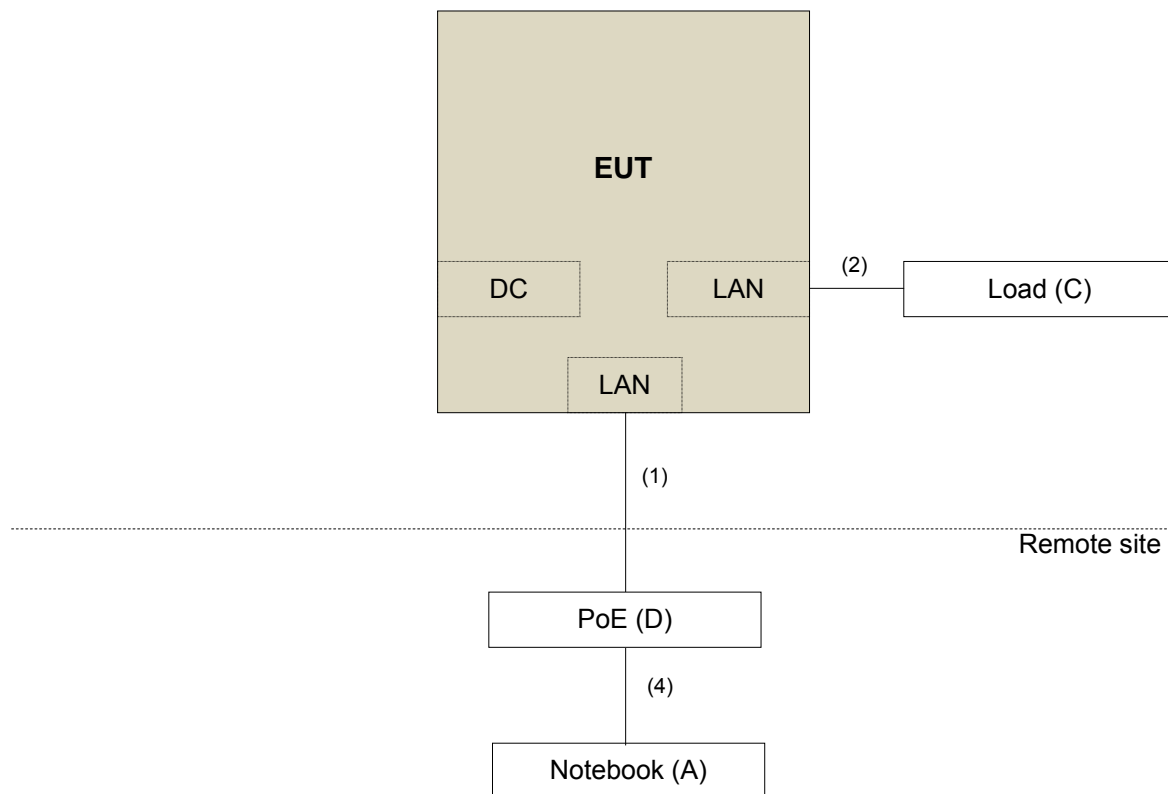 EUT
(2)
DC
LAN
Load (C)
LAN
(1)
Remote site
PoE (D)
(4)
Notebook (A)